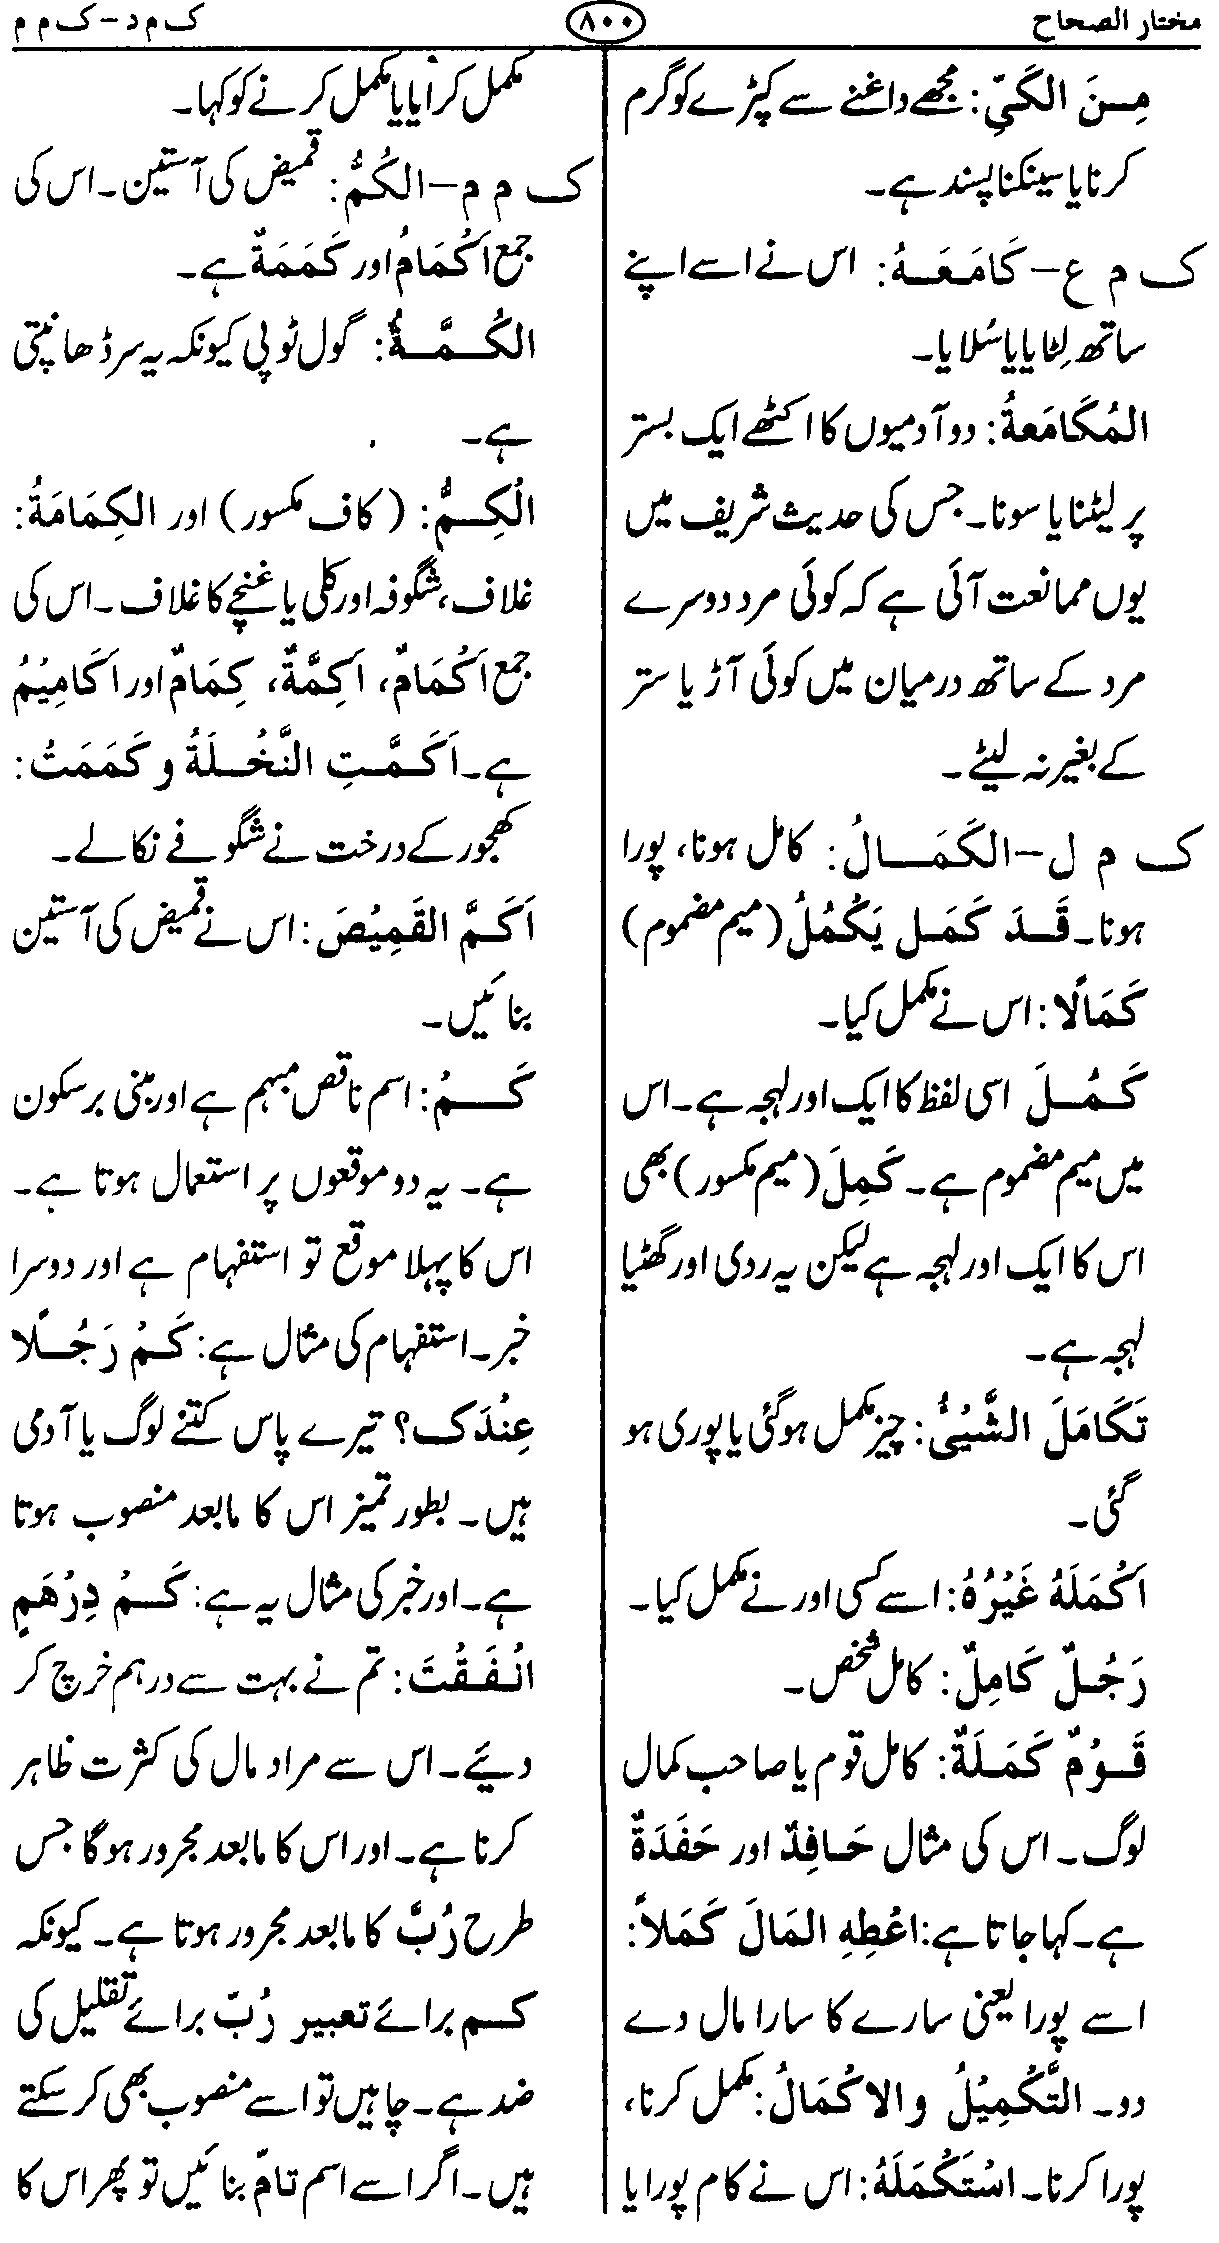 مختار الصحاح
۸۰۰
ک م د – ک م م
مِنَ الكَيِّ: مجھے داغنے سے کپڑے کو گرم
کرنا یا سینکنا پسند ہے۔
ک م ع – كَامَعَهُ: اس نے اسے اپنے
ساتھ لِٹایا یا سُلایا۔
المُكَامَعَةُ: دو آدمیوں کا اکٹھے ایک بستر
پر لیٹنا یا سونا۔ جس کی حدیث شریف میں
یوں ممانعت آئی ہے کہ کوئی مرد دوسرے
مرد کے ساتھ درمیان میں کوئی آڑ یا ستر
کے بغیر نہ لیٹے۔
ک م ل – الكَمَالُ: کامل ہونا، پورا
ہونا۔ قَدَ كَمَل يَكْمُلُ (میم مضموم)
كَمَالًا: اس نے مکمل کیا۔
كَمُلَ اسی لفظ کا ایک اور لہجہ ہے۔ اس
میں میم مضموم ہے۔ كَمِلَ (میم مکسور) بھی
اس کا ایک اور لہجہ ہے لیکن یہ ردی اور گھٹیا
لہجہ ہے۔
تَكَامَلَ الشَّيْئُ: چیز مکمل ہوگئی یا پوری ہو
گئی۔
اَكْمَلَهُ غَيْرُهُ: اسے کسی اور نے مکمل کیا۔
رَجُلٌ كَامِلٌ: کامل شخص۔
قَوْمٌ كَمَلَةٌ: کامل قوم یا صاحب کمال
لوگ۔ اس کی مثال حَافِدٌ اور حَفَدَةٌ
ہے۔ کہا جاتا ہے: اعْطِهِ المَالَ كَمَلاً:
اسے پورا یعنی سارے کا سارا مال دے
دو۔ التَّكْمِيْلُ والاكْمَالُ: مکمل کرنا،
پورا کرنا۔ اسْتَكْمَلَهُ: اس نے کام پورا یا
مکمل کرایا یا مکمل کرنے کو کہا۔
ک م م – الكُمُّ: قمیض کی آستین۔ اس کی
جمع اَكْمَامُ اور كَمَمَةٌ ہے۔
الكُمَّةُ: گول ٹوپی کیونکہ یہ سر ڈھانپتی
ہے۔
الْكِمُّ: (کاف مکسور) اور الكِمَامَةُ:
غلاف، شگوفہ اور کلی یا غنچے کا غلاف۔ اس کی
جمع اَكْمَامٌ، اَكِمَّةٌ، كِمَامٌ اور اَكَامِيْمُ
ہے۔ اَكَمَّتِ النَّخْلَةُ و كَمَمَتْ:
کھجور کے درخت نے شگوفے نکالے۔
اَكَمَّ القَمِيْصَ: اس نے قمیض کی آستین
بنائیں۔
كَمْ: اسم ناقص مبہم ہے اور مبنی بر سکون
ہے۔ یہ دو موقعوں پر استعمال ہوتا ہے۔
اس کا پہلا موقع تو استفہام ہے اور دوسرا
خبر۔ استفہام کی مثال ہے: كَمْ رَجُلًا
عِنْدَک؟ تیرے پاس کتنے لوگ یا آدمی
ہیں۔ بطور تمیز اس کا مابعد منصوب ہوتا
ہے۔ اور خبر کی مثال یہ ہے: كَمْ دِرْهَمٍ
انْفَقْتَ: تم نے بہت سے درہم خرچ کر
دیئے۔ اس سے مراد مال کی کثرت ظاہر
کرنا ہے۔ اور اس کا مابعد مجرور ہوگا جس
طرح رُبَّ کا مابعد مجرور ہوتا ہے۔ کیونکہ
کم برائے تعبیر رُبّ برائے تقلیل کی
ضد ہے۔ چاہیں تو اسے منصوب بھی کر سکتے
ہیں۔ اگر اسے اسم تامّ بنائیں تو پھر اس کا